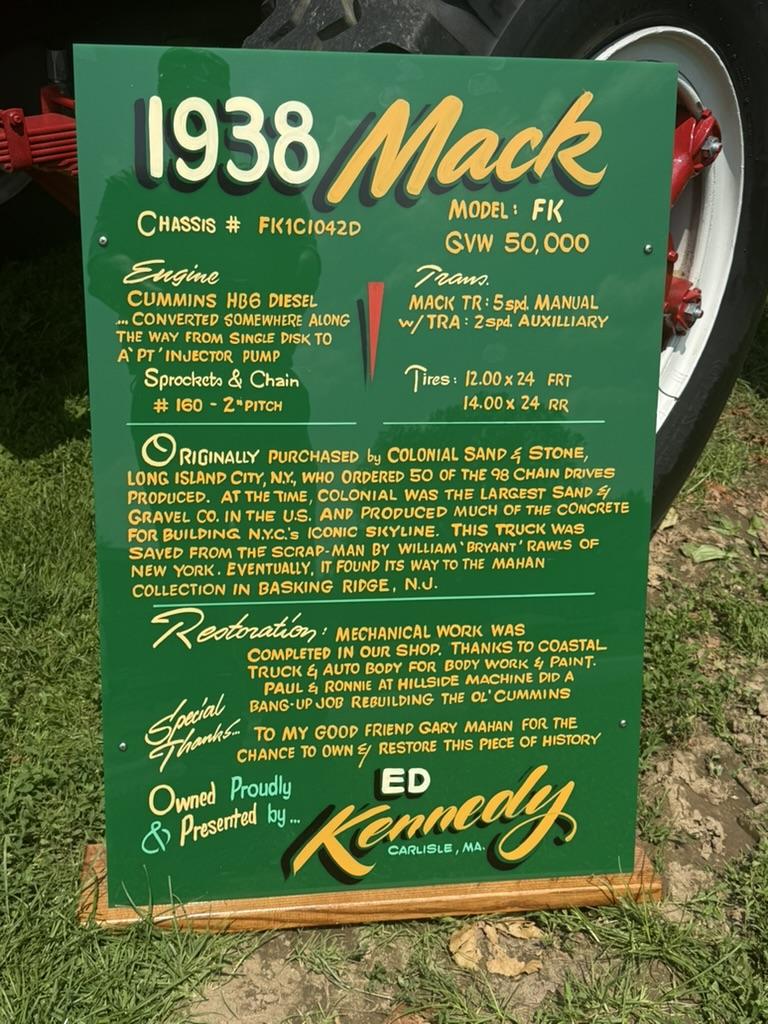 1938 Mack
CHASSIS # FK1C1042D
MODEL: FK
GVW 50,000
Engine
CUMMINS HB6 DIESEL
... CONVERTED SOMEWHERE ALONG
THE WAY FROM SINGLE DISK TO
A 'PT' INJECTOR PUMP
Sprockets & Chain
# 160 - 2" PITCH
Trans.
MACK TR: 5 spd. MANUAL
w/ TRA: 2 spd. AUXILLIARY
Tires: 12.00 x 24 FRT
14.00 x 24 RR
ORIGINALLY PURCHASED by COLONIAL SAND & STONE,
LONG ISLAND CITY, N.Y., WHO ORDERED 50 OF THE 98 CHAIN DRIVES
PRODUCED. AT THE TIME, COLONIAL WAS THE LARGEST SAND &
GRAVEL CO. IN THE U.S. AND PRODUCED MUCH OF THE CONCRETE
FOR BUILDING N.Y.C.'s ICONIC SKYLINE. THIS TRUCK WAS
SAVED FROM THE SCRAP-MAN BY WILLIAM 'BRYANT' RAWLS OF
NEW YORK. EVENTUALLY, IT FOUND ITS WAY TO THE MAHAN
COLLECTION IN BASKING RIDGE, N.J.
Restoration: MECHANICAL WORK WAS
COMPLETED IN OUR SHOP. THANKS TO COASTAL
TRUCK & AUTO BODY FOR BODY WORK & PAINT.
PAUL & RONNIE AT HILLSIDE MACHINE DID A
BANG-UP JOB REBUILDING THE OL' CUMMINS
Special
Thanks... TO MY GOOD FRIEND GARY MAHAN FOR THE
CHANCE TO OWN & RESTORE THIS PIECE OF HISTORY
Owned Proudly
& Presented by...
ED
Kennedy
CARLISLE, MA.